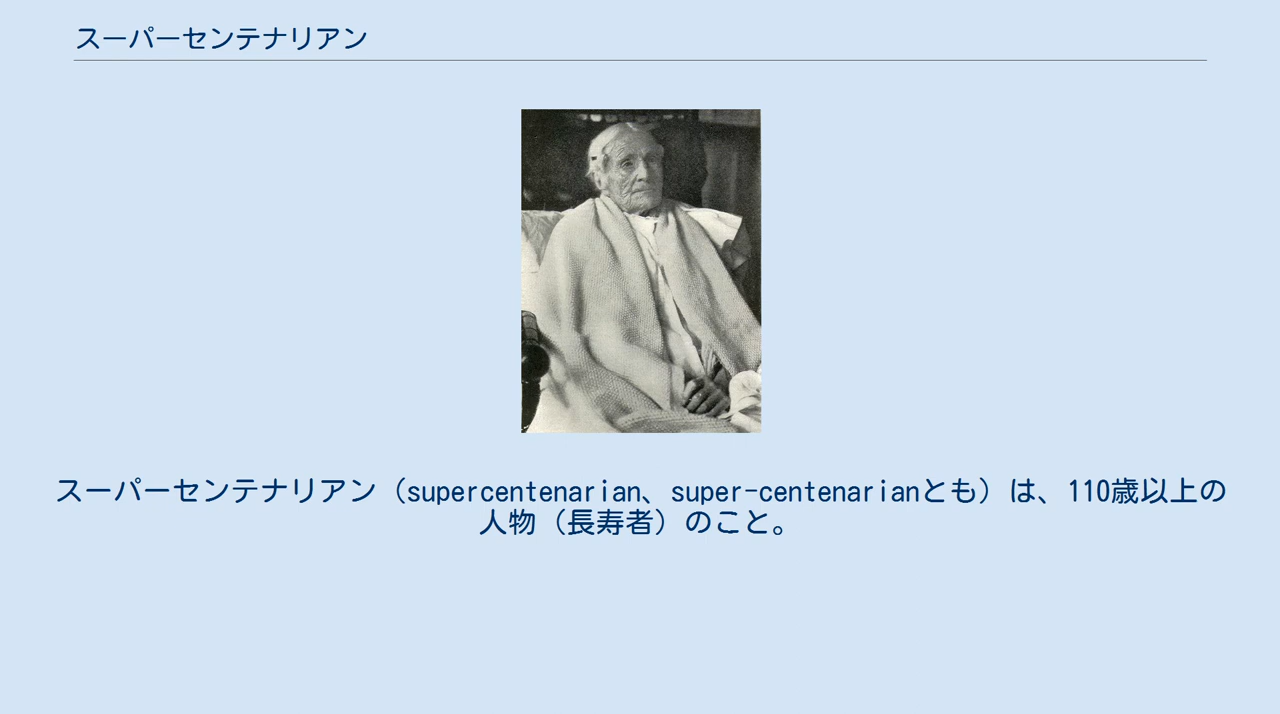 スーパーセンテナリアン
スーパーセンテナリアン（supercentenarian、super-centenarianとも）は、110歳以上の
人物（長寿者）のこと。